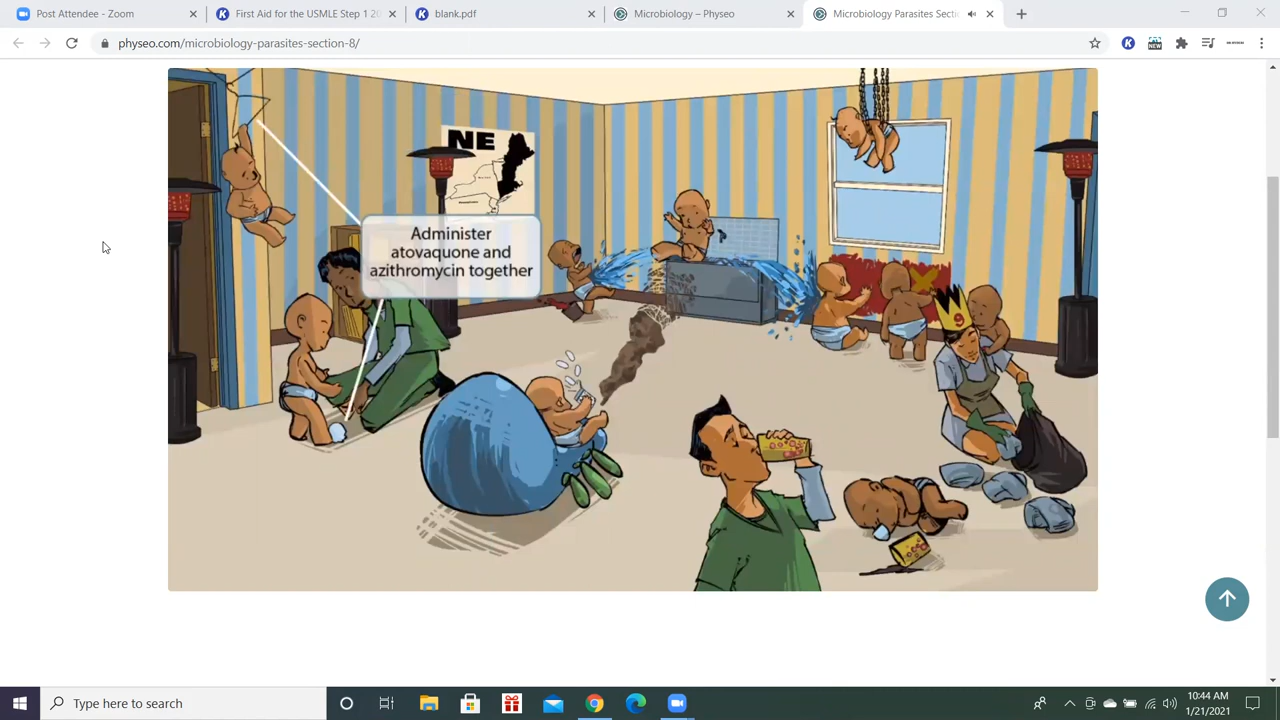 Post Attendee - Zoom
First Aid for the USMLE Step 1 20
blank.pdf
Microbiology – Physeo
Microbiology Parasites Secti
physeo.com/microbiology-parasites-section-8/
NEW
NE
Administer
atovaquone and
azithromycin together
9
Type here to search
10:44 AM
1/21/2021